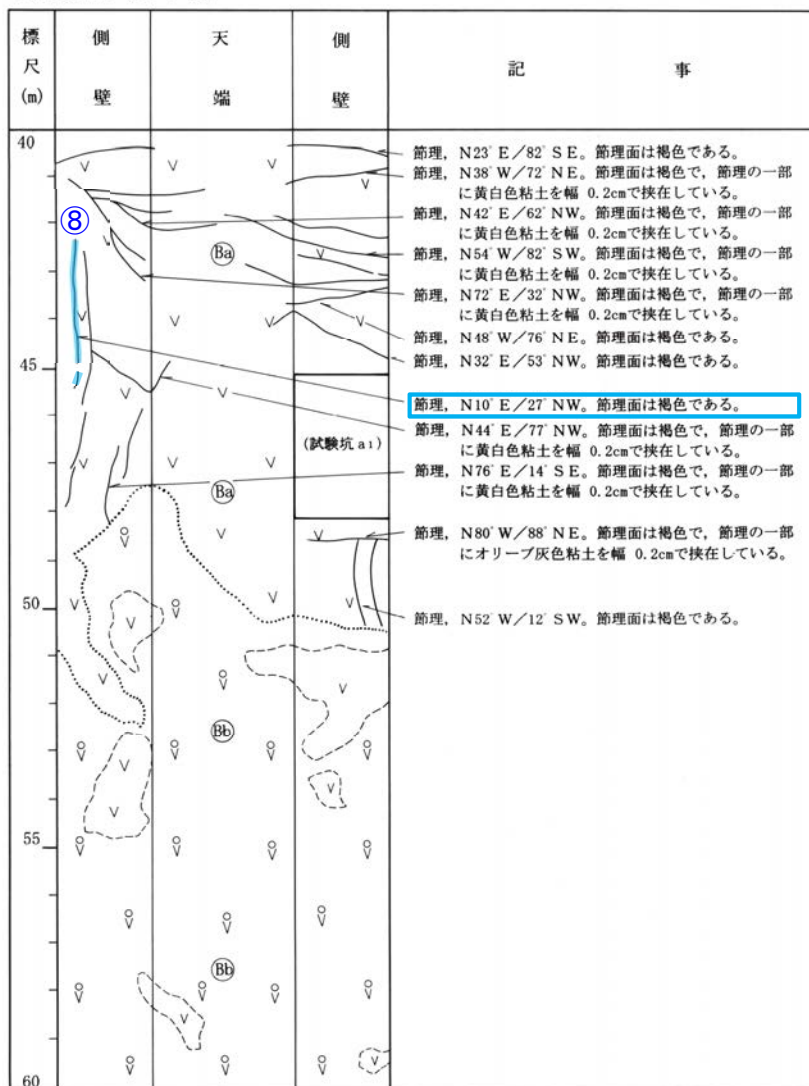 標尺(m)
側壁
天端
側壁
記事
40
節理, N23°E/82°SE。節理面は褐色である。
節理, N38°W/72°NE。節理面は褐色で, 節理の一部
に黄白色粘土を幅 0.2cmで挟在している。
⑧
節理, N42°E/62°NW。節理面は褐色で, 節理の一部
に黄白色粘土を幅 0.2cmで挟在している。
Ba
節理, N54°W/82°SW。節理面は褐色で, 節理の一部
に黄白色粘土を幅 0.2cmで挟在している。
節理, N72°E/32°NW。節理面は褐色で, 節理の一部
に黄白色粘土を幅 0.2cmで挟在している。
節理, N48°W/76°NE。節理面は褐色である。
節理, N32°E/53°NW。節理面は褐色である。
45
節理, N10°E/27°NW。節理面は褐色である。
(試験坑a1)
節理, N44°E/77°NW。節理面は褐色で, 節理の一部
に黄白色粘土を幅 0.2cmで挟在している。
Ba
節理, N76°E/14°SE。節理面は褐色で, 節理の一部
に黄白色粘土を幅 0.2cmで挟在している。
節理, N80°W/88°NE。節理面は褐色で, 節理の一部
にオリーブ灰色粘土を幅 0.2cmで挟在している。
50
節理, N52°W/12°SW。節理面は褐色である。
Bb
55
Bb
60